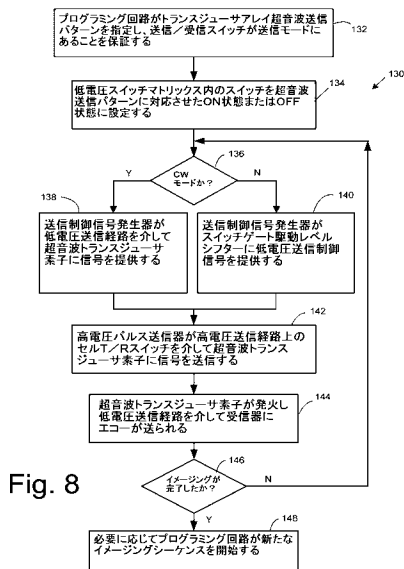 プログラミング回路がトランスジューサアレイ超音波送信
パターンを指定し、送信/受信スイッチが送信モードに
あることを保証する
132
130
低電圧スイッチマトリックス内のスイッチを超音波
送信パターンに対応させたON状態またはOFF
状態に設定する
134
136
CW
モードか?
Y
N
138
送信制御信号発生器が
低電圧送信経路を介して
超音波トランスジューサ
素子に信号を提供する
140
送信制御信号発生器が
スイッチゲート駆動レベル
シフターに低電圧送信制御
信号を提供する
142
高電圧パルス送信器が高電圧送信経路上の
セルT/Rスイッチを介して超音波トランス
ジューサ素子に信号を送信する
144
超音波トランスジューサ素子が発火し
低電圧送信経路を介して受信器に
エコーが送られる
146
イメージングが
完了したか?
N
Y
Fig. 8
148
必要に応じてプログラミング回路が新たな
イメージングシーケンスを開始する